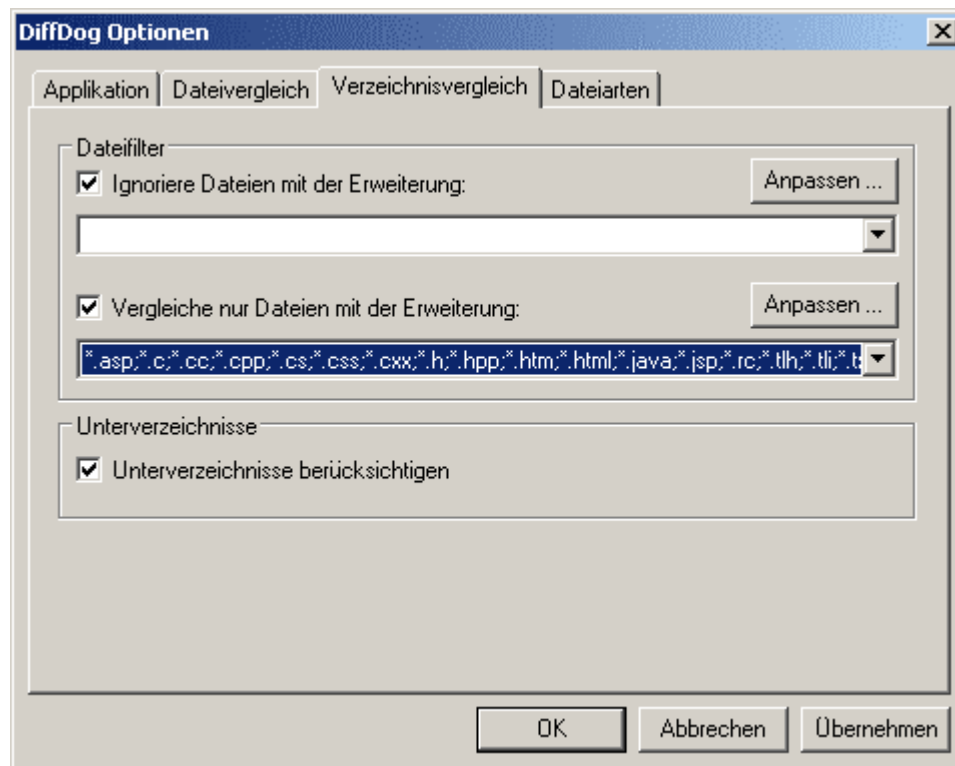 DiffDog Optionen
Applikation Dateivergleich Verzeichnisvergleich Dateiarten
Dateifilter
Ignoriere Dateien mit der Erweiterung: Anpassen ...
Vergleiche nur Dateien mit der Erweiterung: Anpassen ...
*.asp;*.c;*.cc;*.cpp;*.cs;*.css;*.cxx;*.h;*.hpp;*.htm;*.html;*.java;*.jsp;*.rc;*.tlh;*.tli;
Unterverzeichnisse
Unterverzeichnisse berücksichtigen
OK Abbrechen Übernehmen